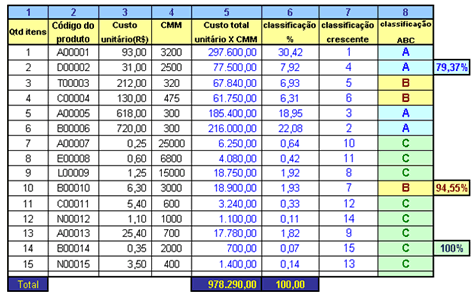 1 2 3 4 5 6 7 8
Qtd itens Código do produto Custo unitário(R$) CMM Custo total unitário X CMM classificação % classificação crescente classificação ABC
1 A00001 93,00 3200 297.600,00 30,42 1 A
2 D00002 31,00 2500 77.500,00 7,92 4 A 79,37%
3 T00003 212,00 320 67.840,00 6,93 5 B
4 C00004 130,00 475 61.750,00 6,31 6 B
5 A00005 618,00 300 185.400,00 18,95 3 A
6 B00006 720,00 300 216.000,00 22,08 2 A
7 A00007 0,25 25000 6.250,00 0,64 10 C
8 E00008 0,60 6800 4.080,00 0,42 11 C
9 L00009 1,25 15000 18.750,00 1,92 8 C
10 B00010 6,30 3000 18.900,00 1,93 7 B 94,55%
11 C00011 5,40 600 3.240,00 0,33 12 C
12 N00012 1,10 1000 1.100,00 0,11 14 C
13 A00013 25,40 700 17.780,00 1,82 9 C
14 B00014 0,35 2000 700,00 0,07 15 C 100%
15 N00015 3,50 400 1.400,00 0,14 13 C
Total 978.290,00 100,00